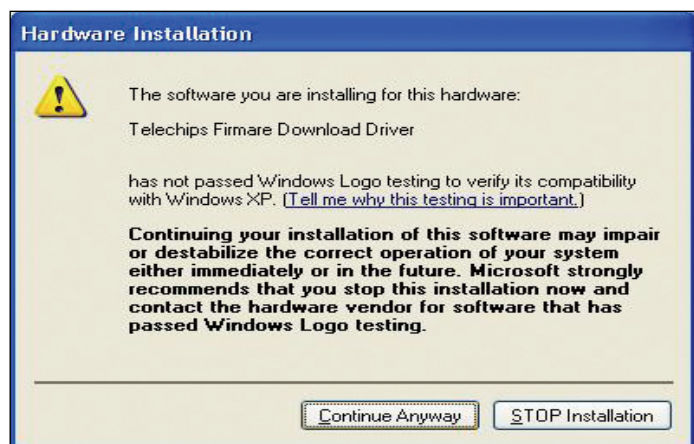 Hardware Installation
The software you are installing for this hardware:
Telechips Firmare Download Driver
has not passed Windows Logo testing to verify its compatibility
with Windows XP. (Tell me why this testing is important.)
Continuing your installation of this software may impair
or destabilize the correct operation of your system
either immediately or in the future. Microsoft strongly
recommends that you stop this installation now and
contact the hardware vendor for software that has
passed Windows Logo testing.
Continue Anyway
STOP Installation